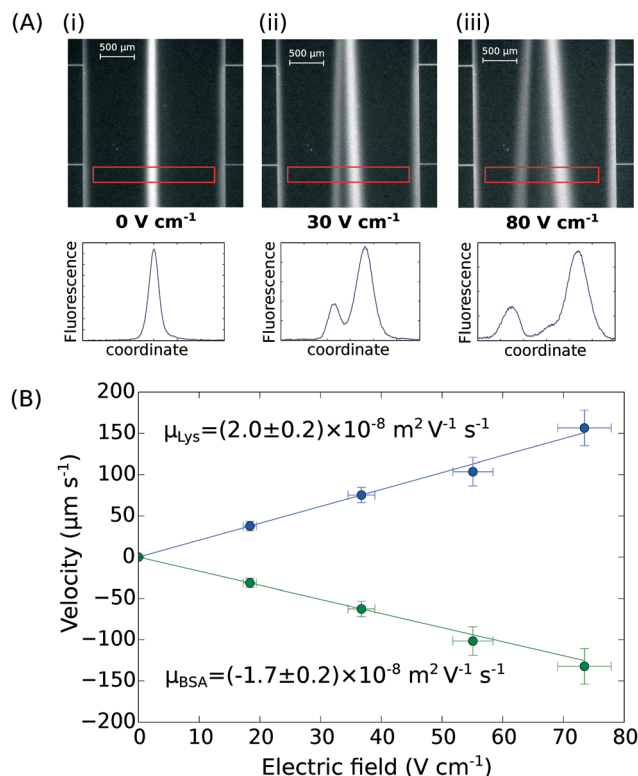 (A) (i) (ii) (iii)
500 µm 500 µm 500 µm
0 V cm⁻¹ 30 V cm⁻¹ 80 V cm⁻¹
Fluorescence Fluorescence Fluorescence
coordinate coordinate coordinate
(B)
200
150
100
50
0
−50
−100
−150
−200
Velocity (µm s⁻¹)
μLys=(2.0±0.2)×10⁻⁸ m² V⁻¹ s⁻¹
μBSA=(-1.7±0.2)×10⁻⁸ m² V⁻¹ s⁻¹
0 10 20 30 40 50 60 70 80
Electric field (V cm⁻¹)